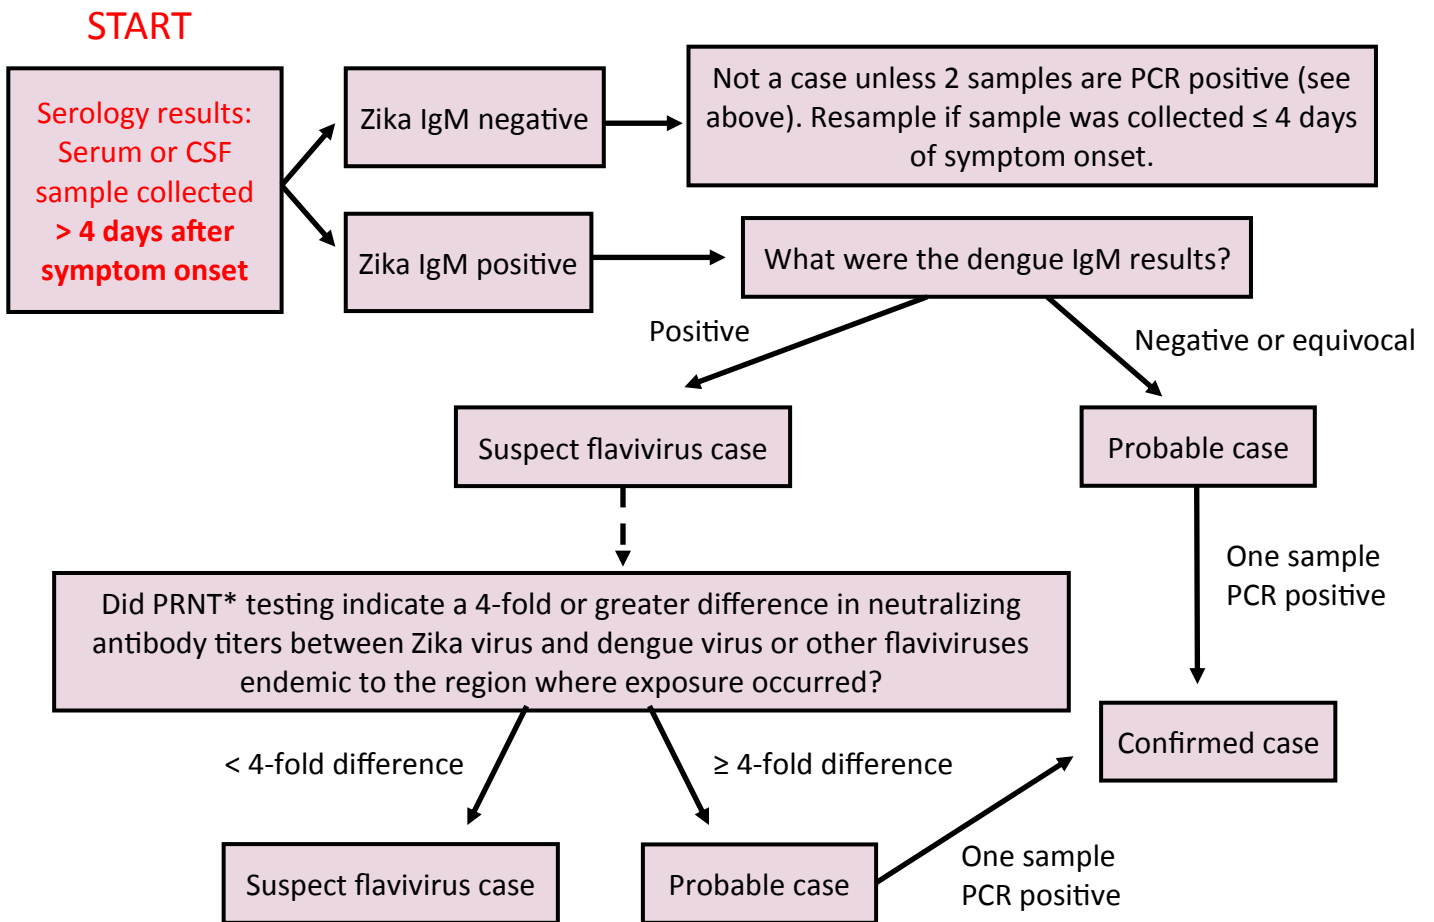 START
Serology results:
Serum or CSF
sample collected
> 4 days after
symptom onset
Zika IgM negative
Not a case unless 2 samples are PCR positive (see
above). Resample if sample was collected ≤ 4 days
of symptom onset.
Zika IgM positive
What were the dengue IgM results?
Positive
Negative or equivocal
Suspect flavivirus case
Probable case
One sample
PCR positive
Did PRNT* testing indicate a 4-fold or greater difference in neutralizing
antibody titers between Zika virus and dengue virus or other flaviviruses
endemic to the region where exposure occurred?
Confirmed case
< 4-fold difference
≥ 4-fold difference
Suspect flavivirus case
Probable case
One sample
PCR positive